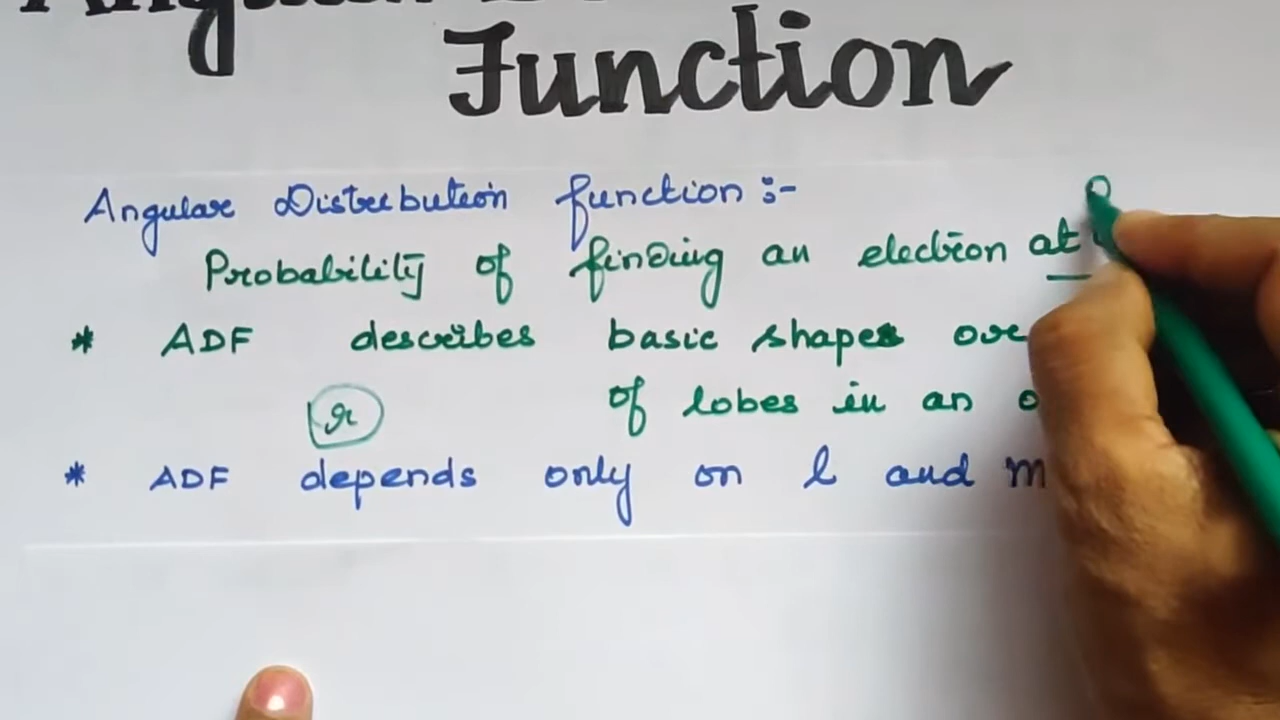 Angular
Function
Angular Distribution function :-
Probability of finding an electron at
* ADF describes basic shapes
r of lobes in an
* ADF depends only on l and m